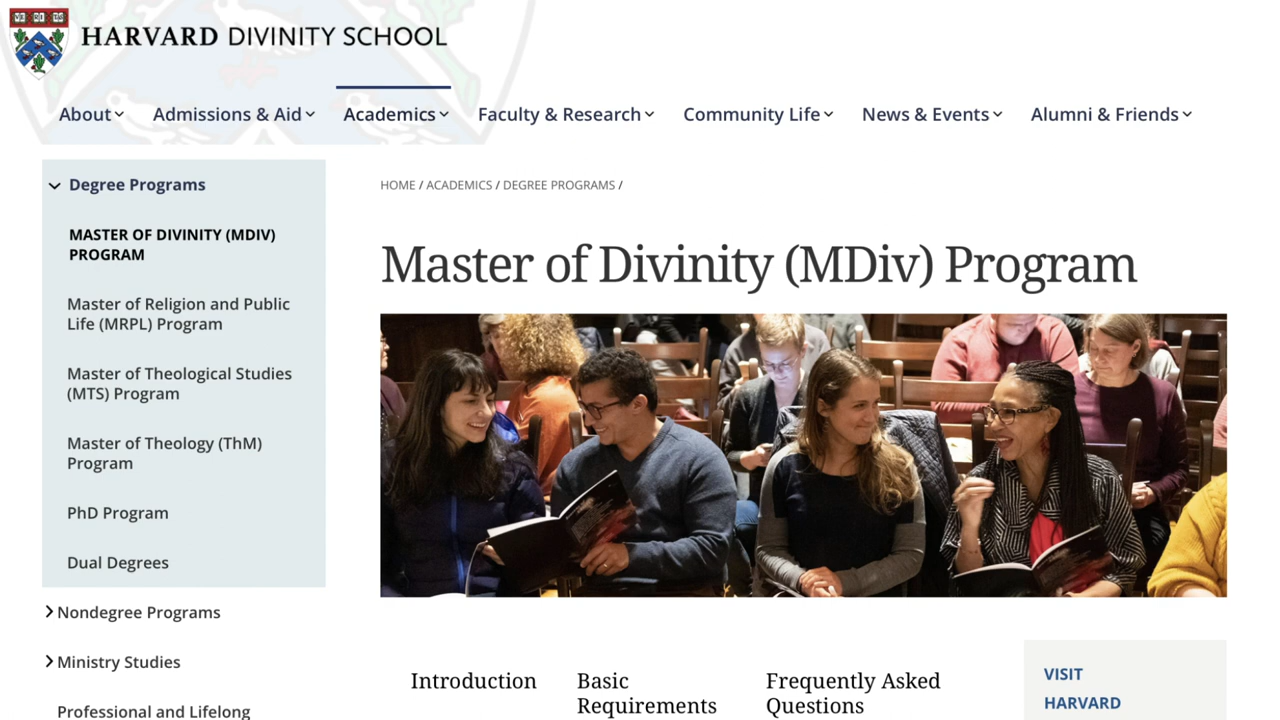 VE RI TAS
HARVARD DIVINITY SCHOOL
About
Admissions & Aid
Academics
Faculty & Research
Community Life
News & Events
Alumni & Friends
Degree Programs
MASTER OF DIVINITY (MDIV)
PROGRAM
Master of Religion and Public
Life (MRPL) Program
Master of Theological Studies
(MTS) Program
Master of Theology (ThM)
Program
PhD Program
Dual Degrees
Nondegree Programs
Ministry Studies
Professional and Lifelong
HOME / ACADEMICS / DEGREE PROGRAMS /
Master of Divinity (MDiv) Program
Introduction
Basic
Requirements
Frequently Asked
Questions
VISIT
HARVARD